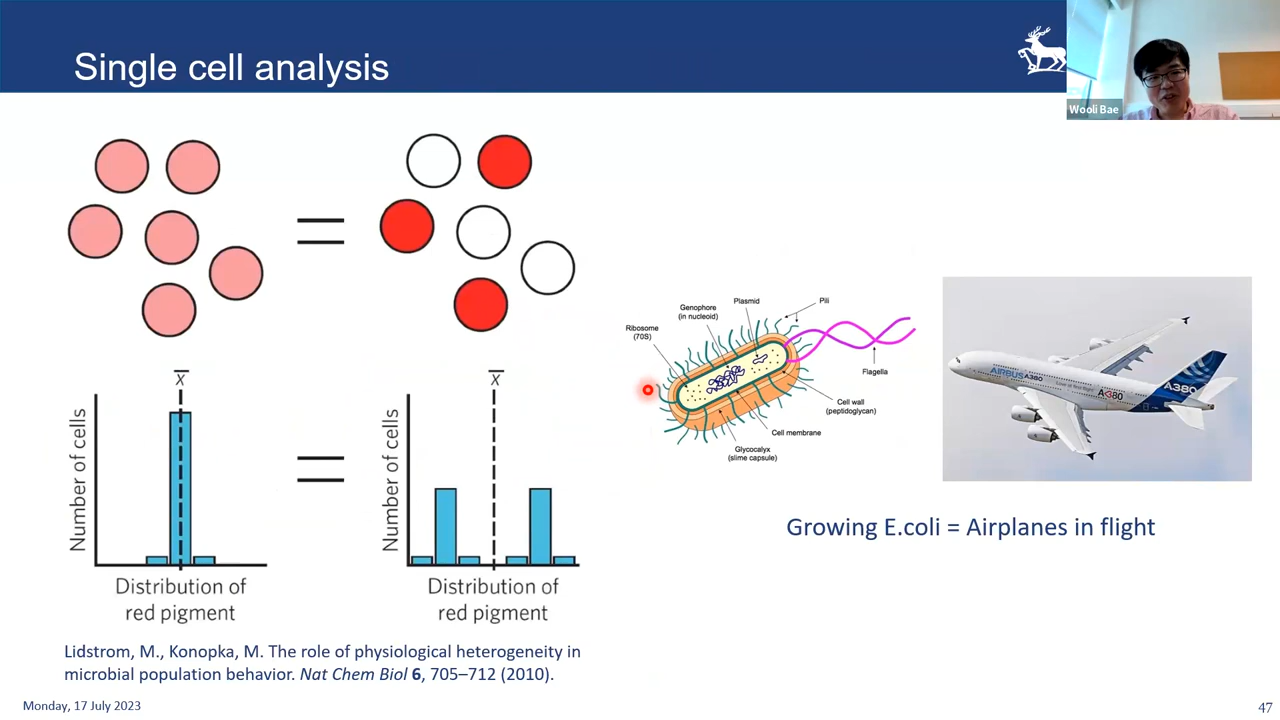 Single cell analysis
Wooli Bae
x̄
Number of cells
Distribution of
red pigment
x̄
Number of cells
Distribution of
red pigment
Lidstrom, M., Konopka, M. The role of physiological heterogeneity in
microbial population behavior. Nat Chem Biol 6, 705–712 (2010).
Ribosome
(70S)
Genophore
(in nucleoid)
Plasmid
Pili
Flagella
Cell wall
(peptidoglycan)
Cell membrane
Glycocalyx
(slime capsule)
AIRBUS A380
A380
A380
Growing E.coli = Airplanes in flight
Monday, 17 July 2023
47